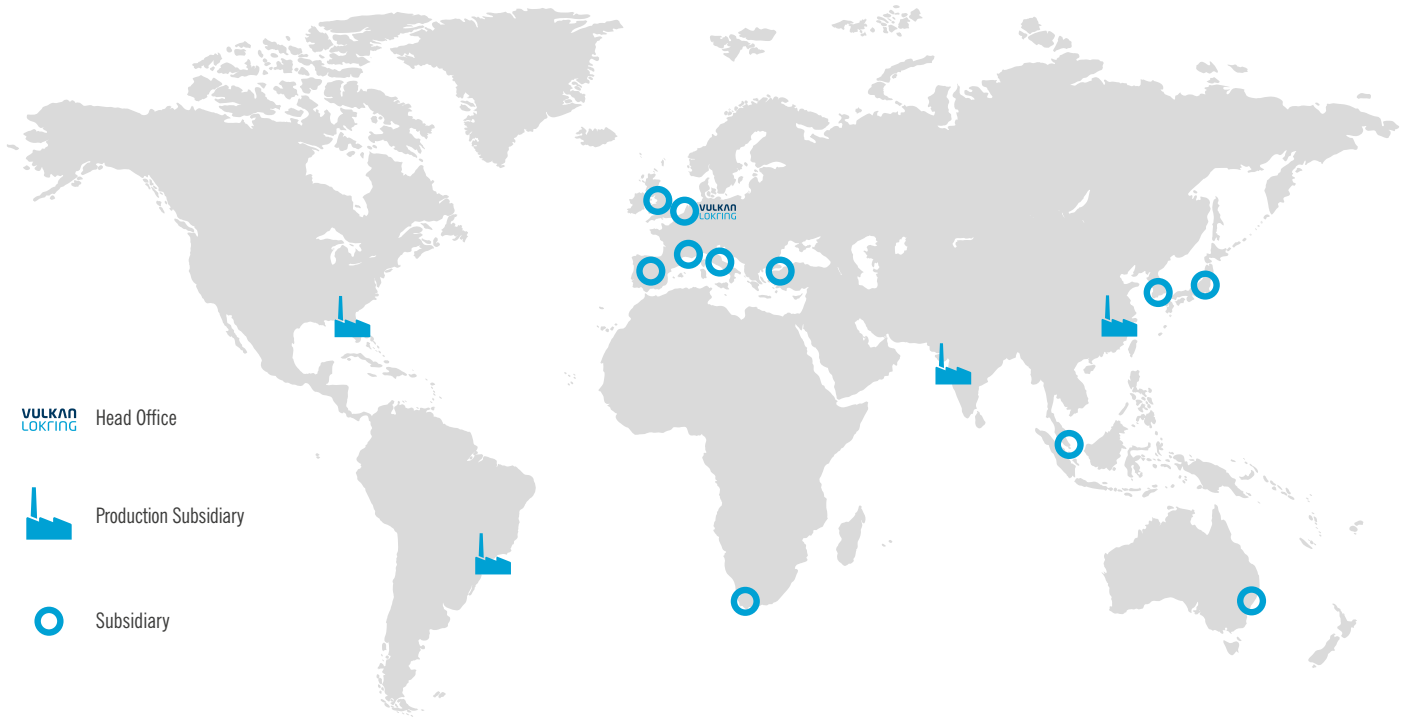 VULKAN
LOKRING
VULKAN
LOKRING
Head Office
Production Subsidiary
Subsidiary